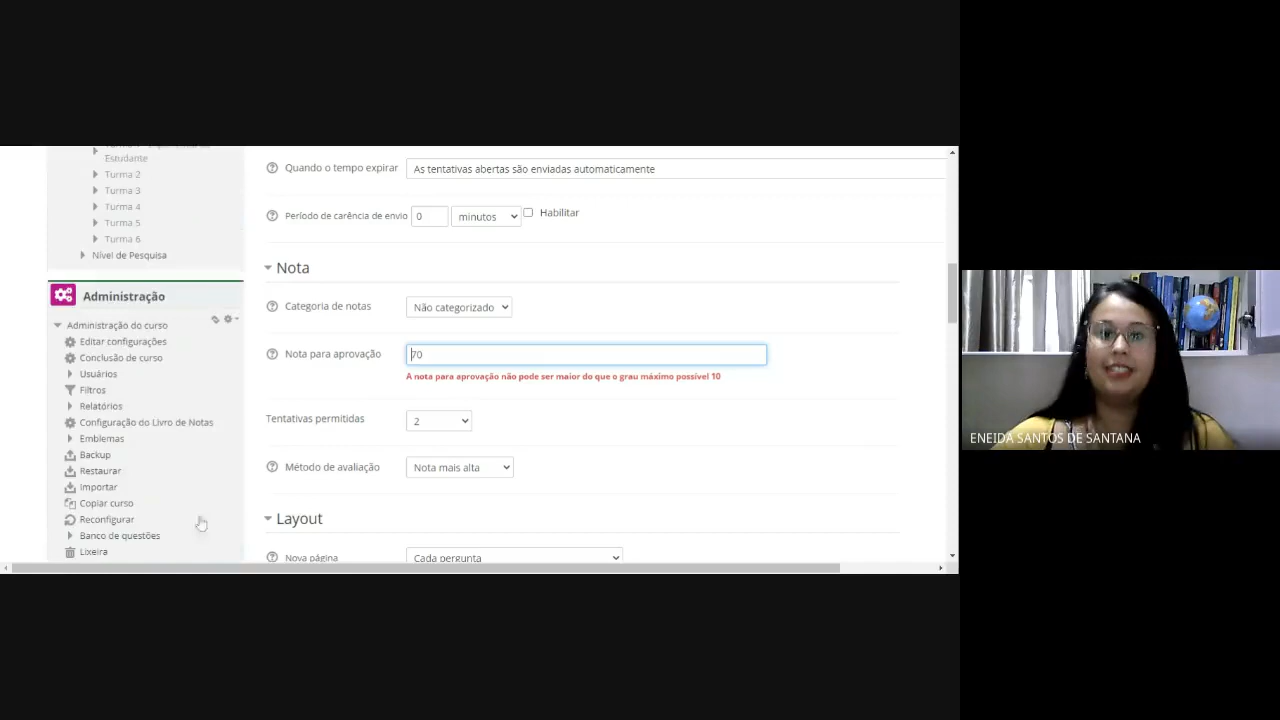 Estudante
Turma 2
Turma 3
Turma 4
Turma 5
Turma 6
Nível de Pesquisa
Administração
Administração do curso
Editar configurações
Conclusão de curso
Usuários
Filtros
Relatórios
Configuração do Livro de Notas
Emblemas
Backup
Restaurar
Importar
Copiar curso
Reconfigurar
Banco de questões
Lixeira
Quando o tempo expirar As tentativas abertas são enviadas automaticamente
Período de carência de envio 0 minutos Habilitar
Nota
Categoria de notas Não categorizado
Nota para aprovação 70
A nota para aprovação não pode ser maior do que o grau máximo possível 10
Tentativas permitidas 2
Método de avaliação Nota mais alta
Layout
Nova página Cada pergunta
ENEIDA SANTOS DE SANTANA